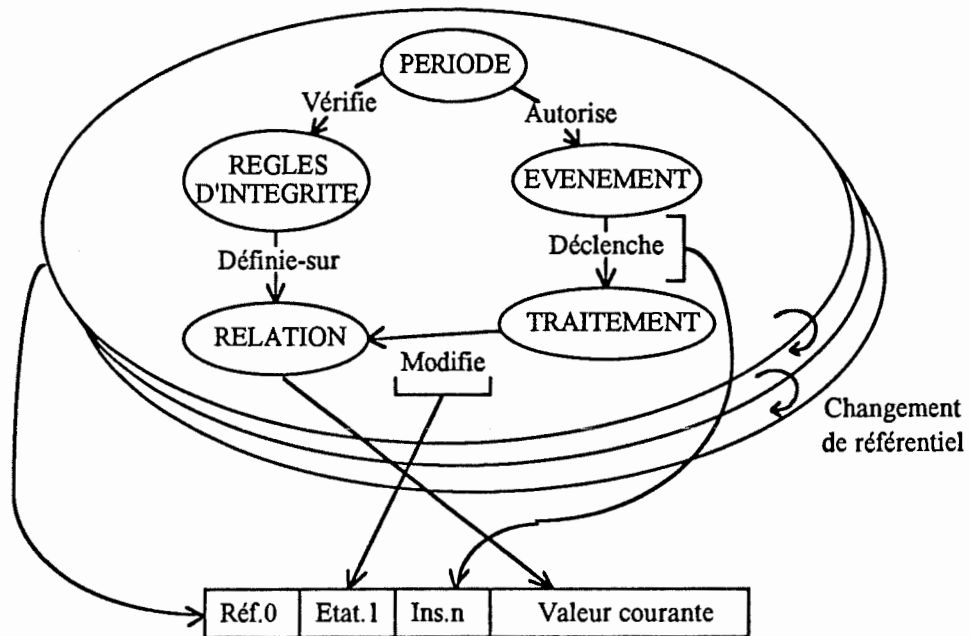 PERIODE
Vérifie
Autorise
REGLES
D'INTEGRITE
EVENEMENT
Définie-sur
Déclenche
RELATION
TRAITEMENT
Modifie
Changement
de référentiel
Réf.0
Etat.1
Ins.n
Valeur courante